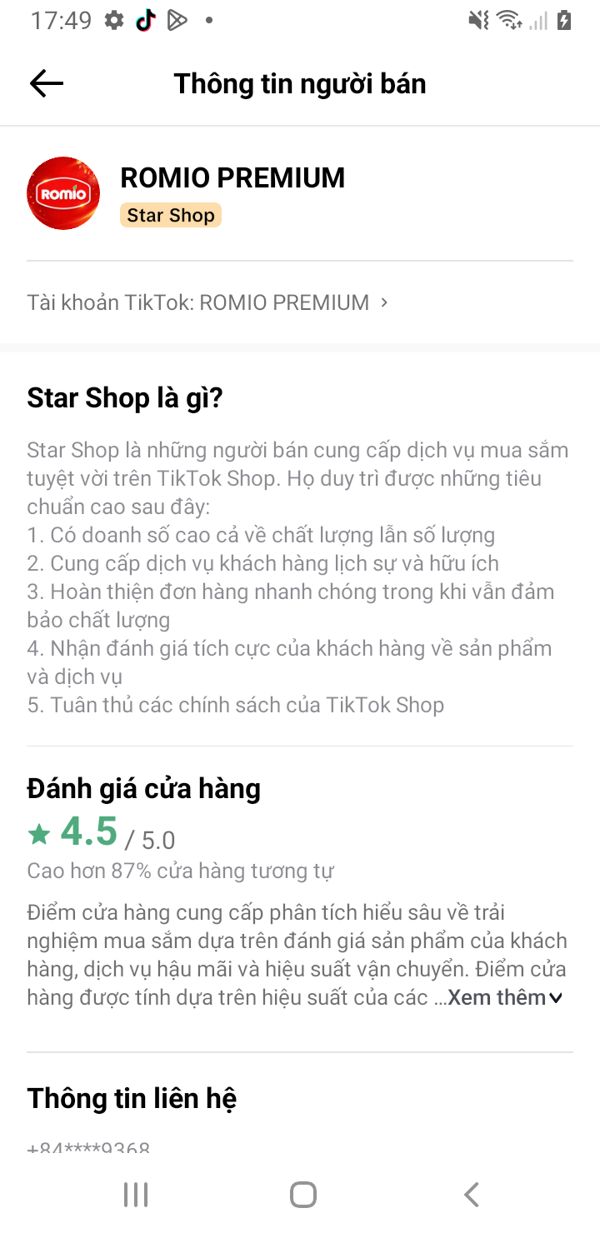 17:49
Thông tin người bán
Romio
ROMIO PREMIUM
Star Shop
Tài khoản TikTok: ROMIO PREMIUM
Star Shop là gì?
Star Shop là những người bán cung cấp dịch vụ mua sắm
tuyệt vời trên TikTok Shop. Họ duy trì được những tiêu
chuẩn cao sau đây:
1. Có doanh số cao cả về chất lượng lẫn số lượng
2. Cung cấp dịch vụ khách hàng lịch sự và hữu ích
3. Hoàn thiện đơn hàng nhanh chóng trong khi vẫn đảm
bảo chất lượng
4. Nhận đánh giá tích cực của khách hàng về sản phẩm
và dịch vụ
5. Tuân thủ các chính sách của TikTok Shop
Đánh giá cửa hàng
4.5 / 5.0
Cao hơn 87% cửa hàng tương tự
Điểm cửa hàng cung cấp phân tích hiểu sâu về trải
nghiệm mua sắm dựa trên đánh giá sản phẩm của khách
hàng, dịch vụ hậu mãi và hiệu suất vận chuyển. Điểm cửa
hàng được tính dựa trên hiệu suất của các ...Xem thêm
Thông tin liên hệ
+84****9368